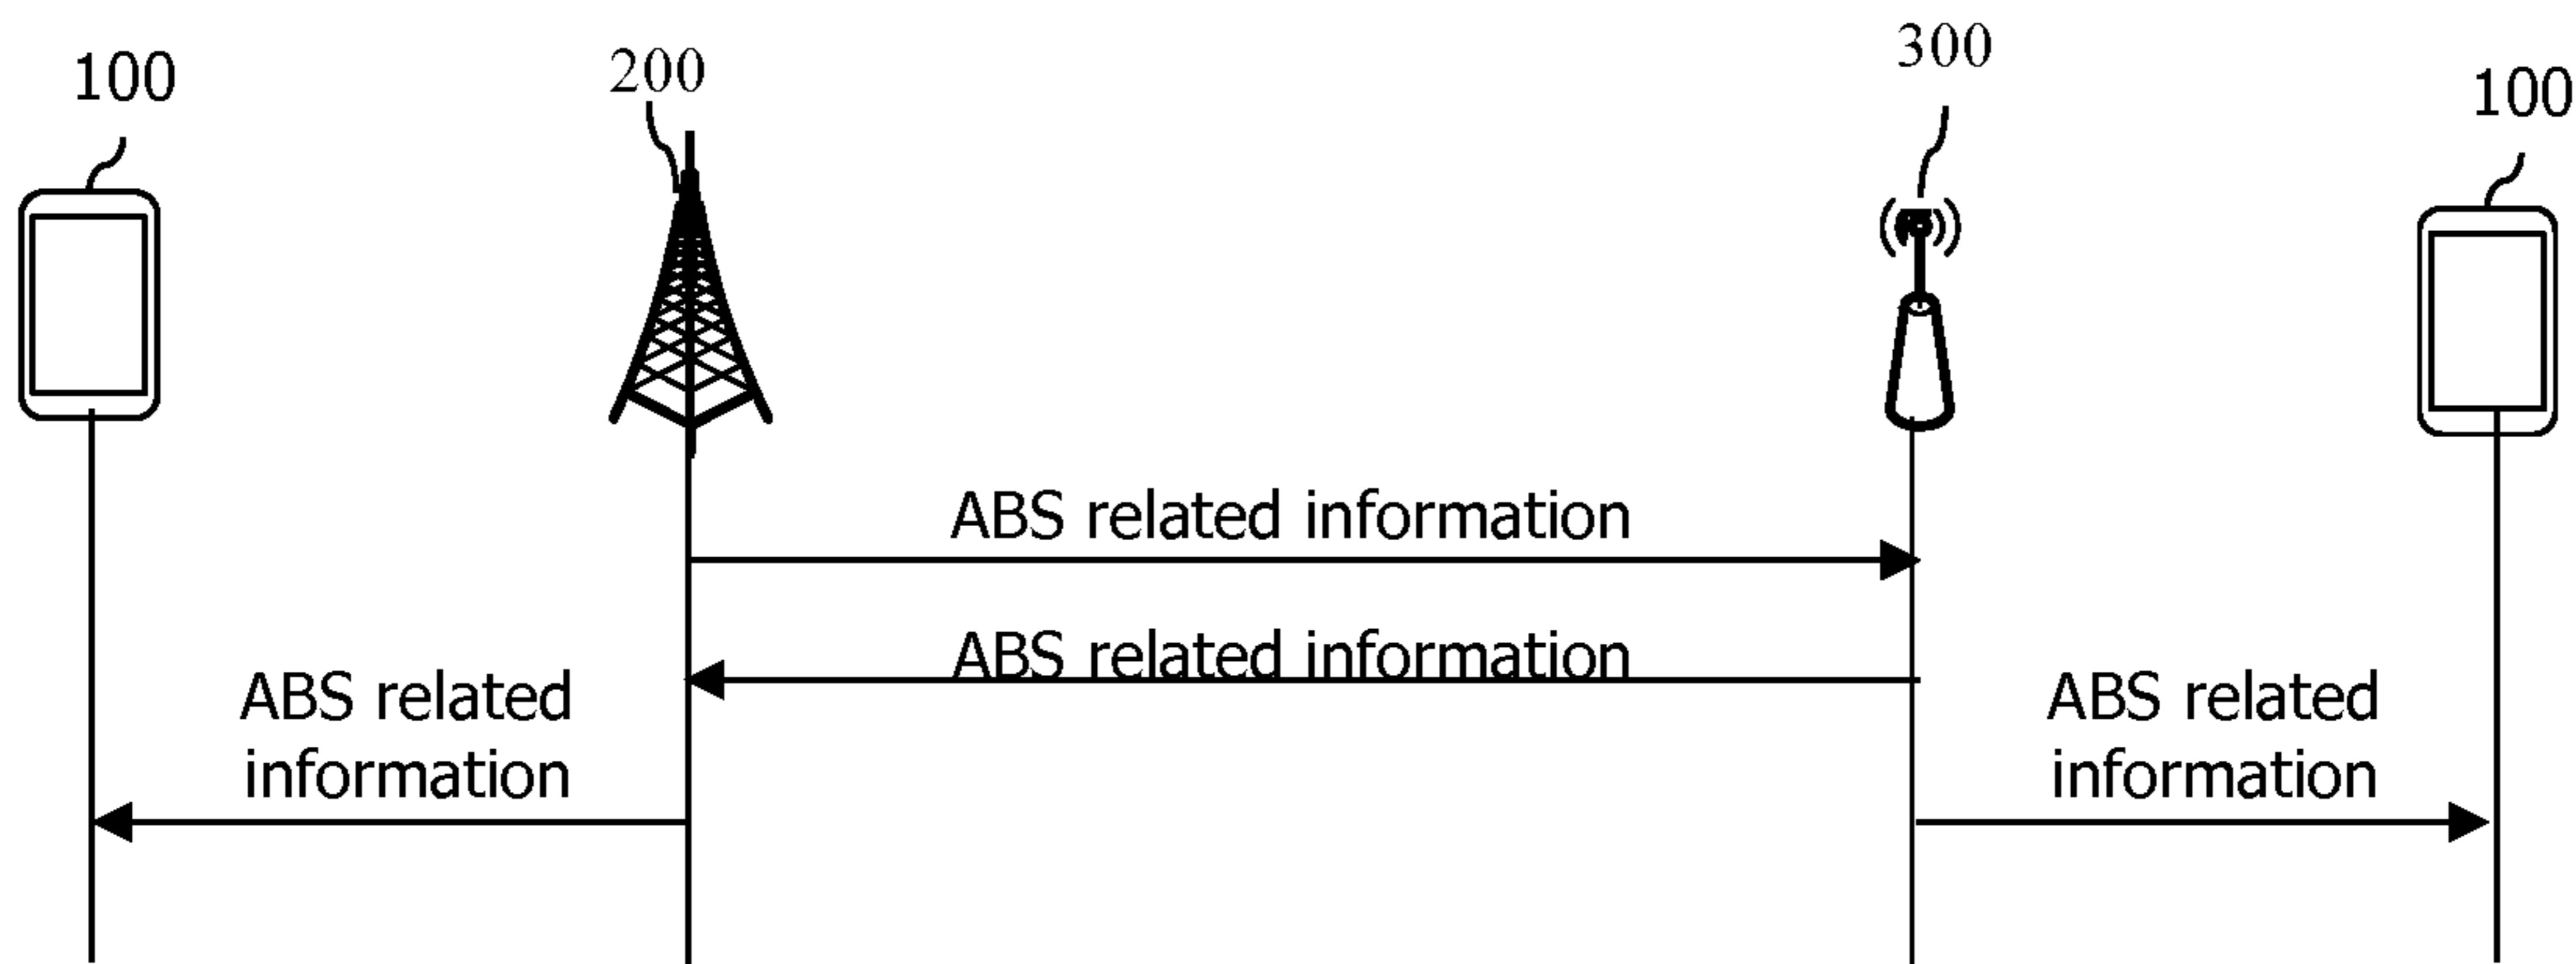 100
200
300
100
ABS related information
ABS related information
ABS related
information
ABS related
information